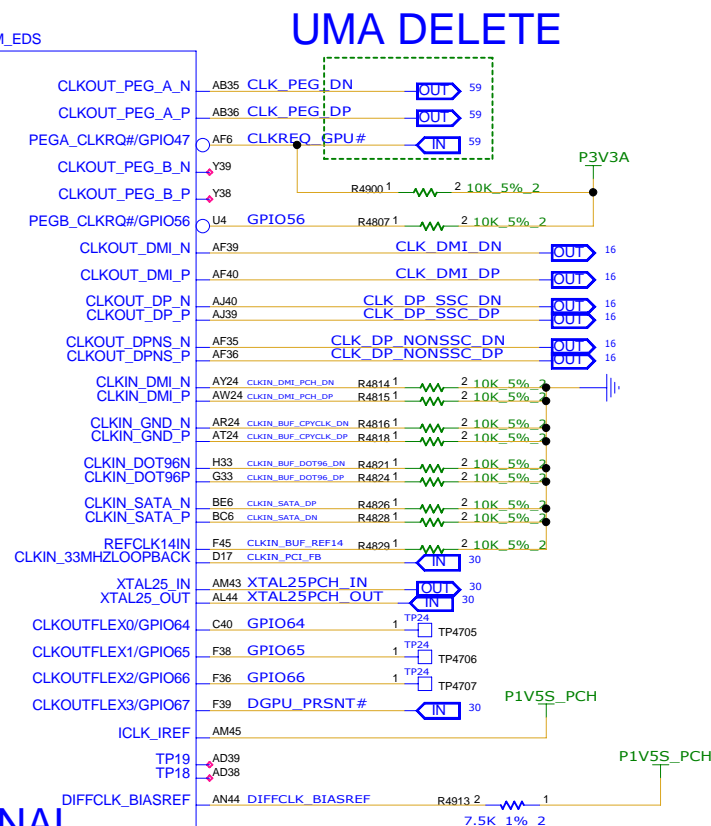 UMA DELETE
M_EDS
CLKOUT_PEG_A_N AB35 CLK_PEG_DN OUT 59
CLKOUT_PEG_A_P AB36 CLK_PEG_DP OUT 59
PEGA_CLKRQ#/GPIO47 AF6 CLKREQ_GPU# IN 59
P3V3A
CLKOUT_PEG_B_N Y39
R4900 1 2 10K_5%_2
CLKOUT_PEG_B_P Y38
PEGB_CLKRQ#/GPIO56 U4 GPIO56 R4807 1 2 10K_5%_2
CLKOUT_DMI_N AF39 CLK_DMI_DN OUT 16
CLKOUT_DMI_P AF40 CLK_DMI_DP OUT 16
CLKOUT_DP_N AJ40 CLK_DP_SSC_DN OUT 16
CLKOUT_DP_P AJ39 CLK_DP_SSC_DP OUT 16
CLKOUT_DPNS_N AF35 CLK_DP_NONSSC_DN OUT 16
CLKOUT_DPNS_P AF36 CLK_DP_NONSSC_DP OUT 16
CLKIN_DMI_N AY24 CLKIN_DMI_PCH_DN R4814 1 2 10K_5%_2
CLKIN_DMI_P AW24 CLKIN_DMI_PCH_DP R4815 1 2 10K_5%_2
CLKIN_GND_N AR24 CLKIN_BUF_CPYCLK_DN R4816 1 2 10K_5%_2
CLKIN_GND_P AT24 CLKIN_BUF_CPYCLK_DP R4818 1 2 10K_5%_2
CLKIN_DOT96N H33 CLKIN_BUF_DOT96_DN R4821 1 2 10K_5%_2
CLKIN_DOT96P G33 CLKIN_BUF_DOT96_DP R4824 1 2 10K_5%_2
CLKIN_SATA_N BE6 CLKIN_SATA_DP R4826 1 2 10K_5%_2
CLKIN_SATA_P BC6 CLKIN_SATA_DN R4828 1 2 10K_5%_2
REFCLK14IN F45 CLKIN_BUF_REF14 R4829 1 2 10K_5%_2
CLKIN_33MHZLOOPBACK D17 CLKIN_PCI_FB IN 30
XTAL25_IN AM43 XTAL25PCH_IN OUT 30
XTAL25_OUT AL44 XTAL25PCH_OUT IN 30
CLKOUTFLEX0/GPIO64 C40 GPIO64 1 TP24 TP4705
CLKOUTFLEX1/GPIO65 F38 GPIO65 1 TP24 TP4706
CLKOUTFLEX2/GPIO66 F36 GPIO66 1 TP24 TP4707
P1V5S_PCH
CLKOUTFLEX3/GPIO67 F39 DGPU_PRSNT# IN 30
ICLK_IREF AM45
P1V5S_PCH
TP19 AD39
TP18 AD38
DIFFCLK_BIASREF AN44 DIFFCLK_BIASREF R4913 2 1
7.5K_1%_2